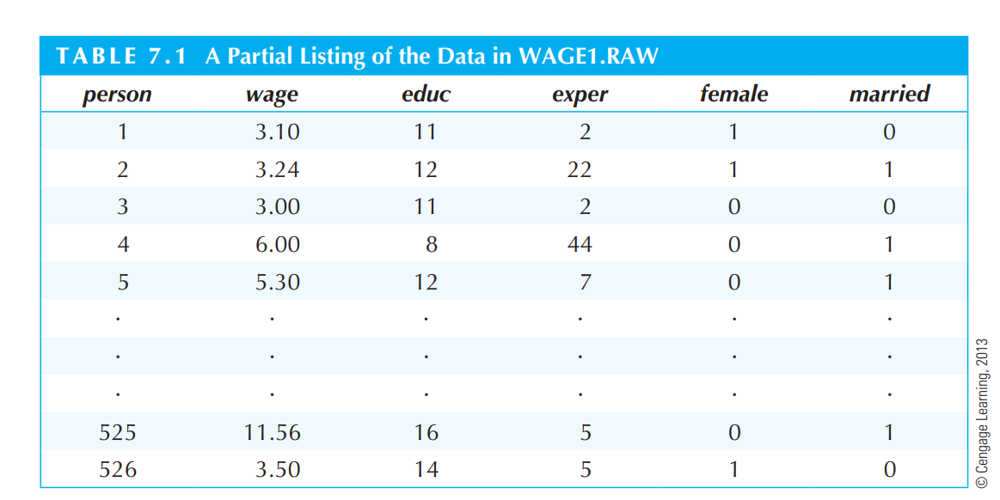 TABLE 7.1 A Partial Listing of the Data in WAGE1.RAW
person wage educ exper female married
1 3.10 11 2 1 0
2 3.24 12 22 1 1
3 3.00 11 2 0 0
4 6.00 8 44 0 1
5 5.30 12 7 0 1
. . . . . .
. . . . . .
. . . . . .
525 11.56 16 5 0 1
526 3.50 14 5 1 0
© Cengage Learning, 2013